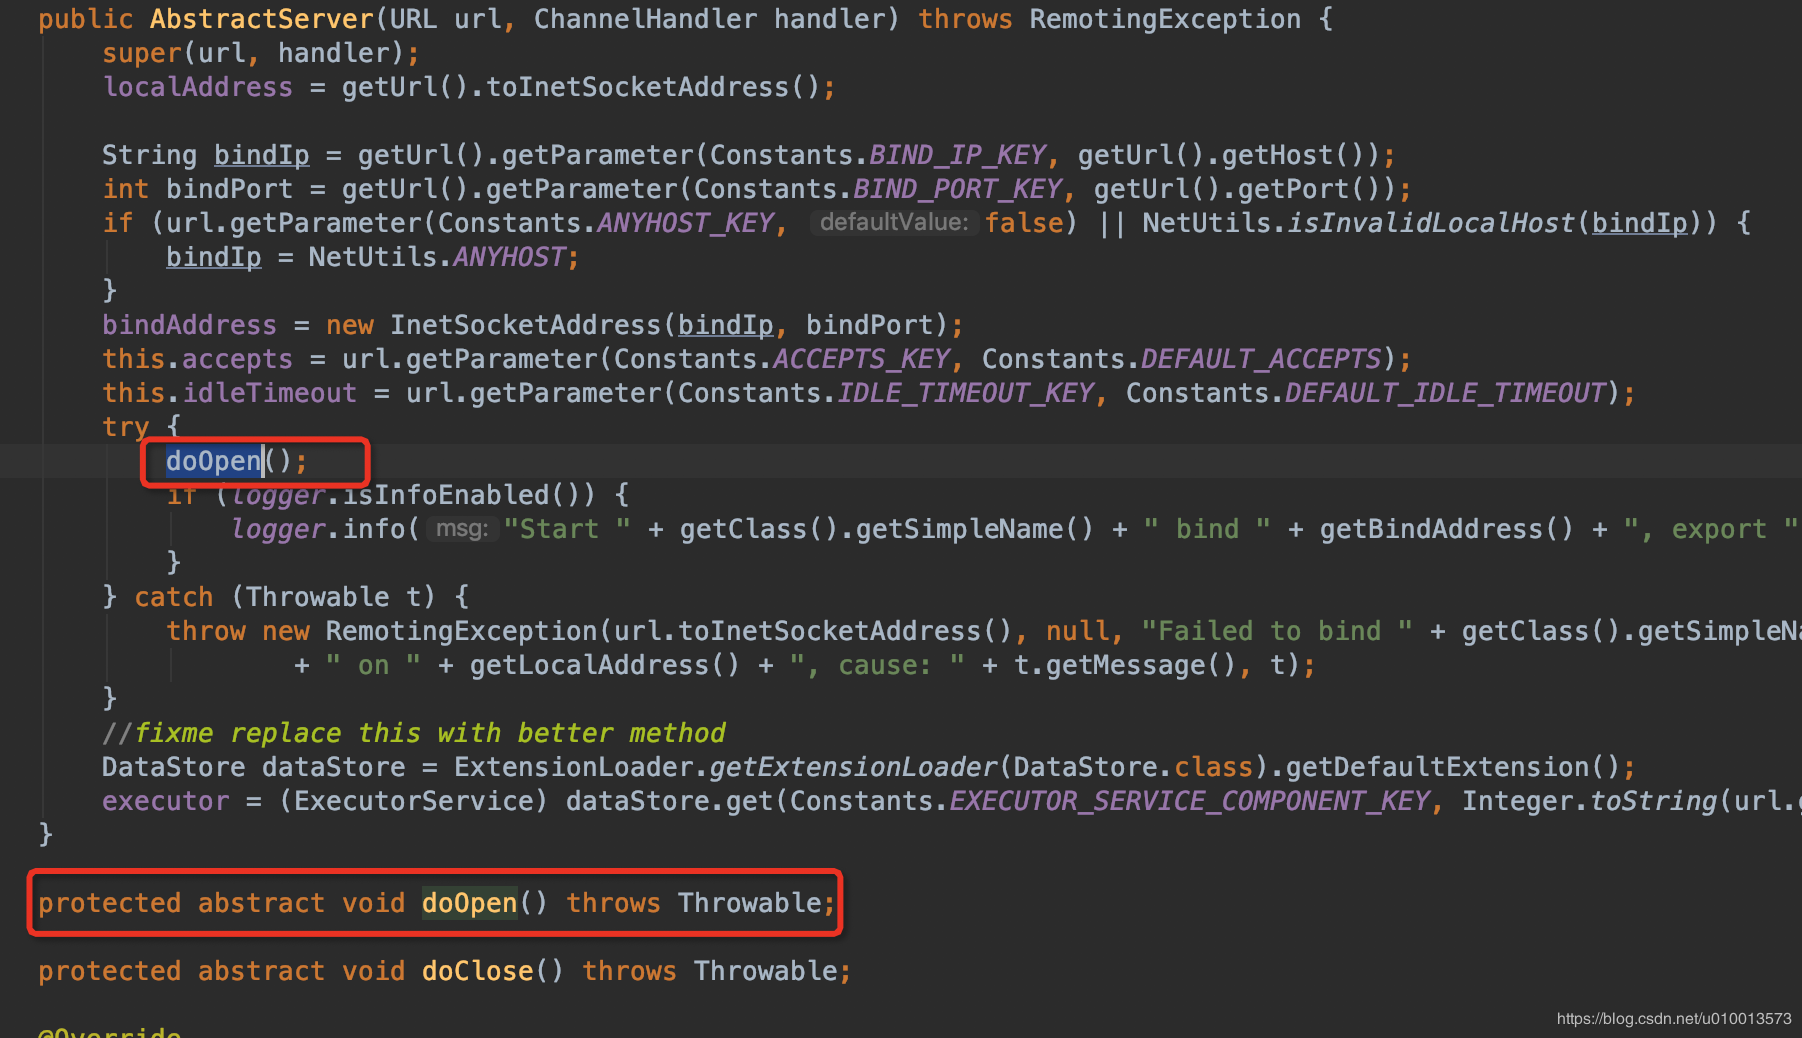 public AbstractServer(URL url, ChannelHandler handler) throws RemotingException {
super(url, handler);
localAddress = getUrl().toInetSocketAddress();
String bindIp = getUrl().getParameter(Constants.BIND_IP_KEY, getUrl().getHost());
int bindPort = getUrl().getParameter(Constants.BIND_PORT_KEY, getUrl().getPort());
if (url.getParameter(Constants.ANYHOST_KEY, defaultValue: false) || NetUtils.isInvalidLocalHost(bindIp)) {
bindIp = NetUtils.ANYHOST;
}
bindAddress = new InetSocketAddress(bindIp, bindPort);
this.accepts = url.getParameter(Constants.ACCEPTS_KEY, Constants.DEFAULT_ACCEPTS);
this.idleTimeout = url.getParameter(Constants.IDLE_TIMEOUT_KEY, Constants.DEFAULT_IDLE_TIMEOUT);
try {
doOpen();
if (logger.isInfoEnabled()) {
logger.info( msg: "Start " + getClass().getSimpleName() + " bind " + getBindAddress() + ", export "
}
} catch (Throwable t) {
throw new RemotingException(url.toInetSocketAddress(), null, "Failed to bind " + getClass().getSimpleNa
+ " on " + getLocalAddress() + ", cause: " + t.getMessage(), t);
}
//fixme replace this with better method
DataStore dataStore = ExtensionLoader.getExtensionLoader(DataStore.class).getDefaultExtension();
executor = (ExecutorService) dataStore.get(Constants.EXECUTOR_SERVICE_COMPONENT_KEY, Integer.toString(url.
}
protected abstract void doOpen() throws Throwable;
protected abstract void doClose() throws Throwable;
@Override
https://blog.csdn.net/u010013573